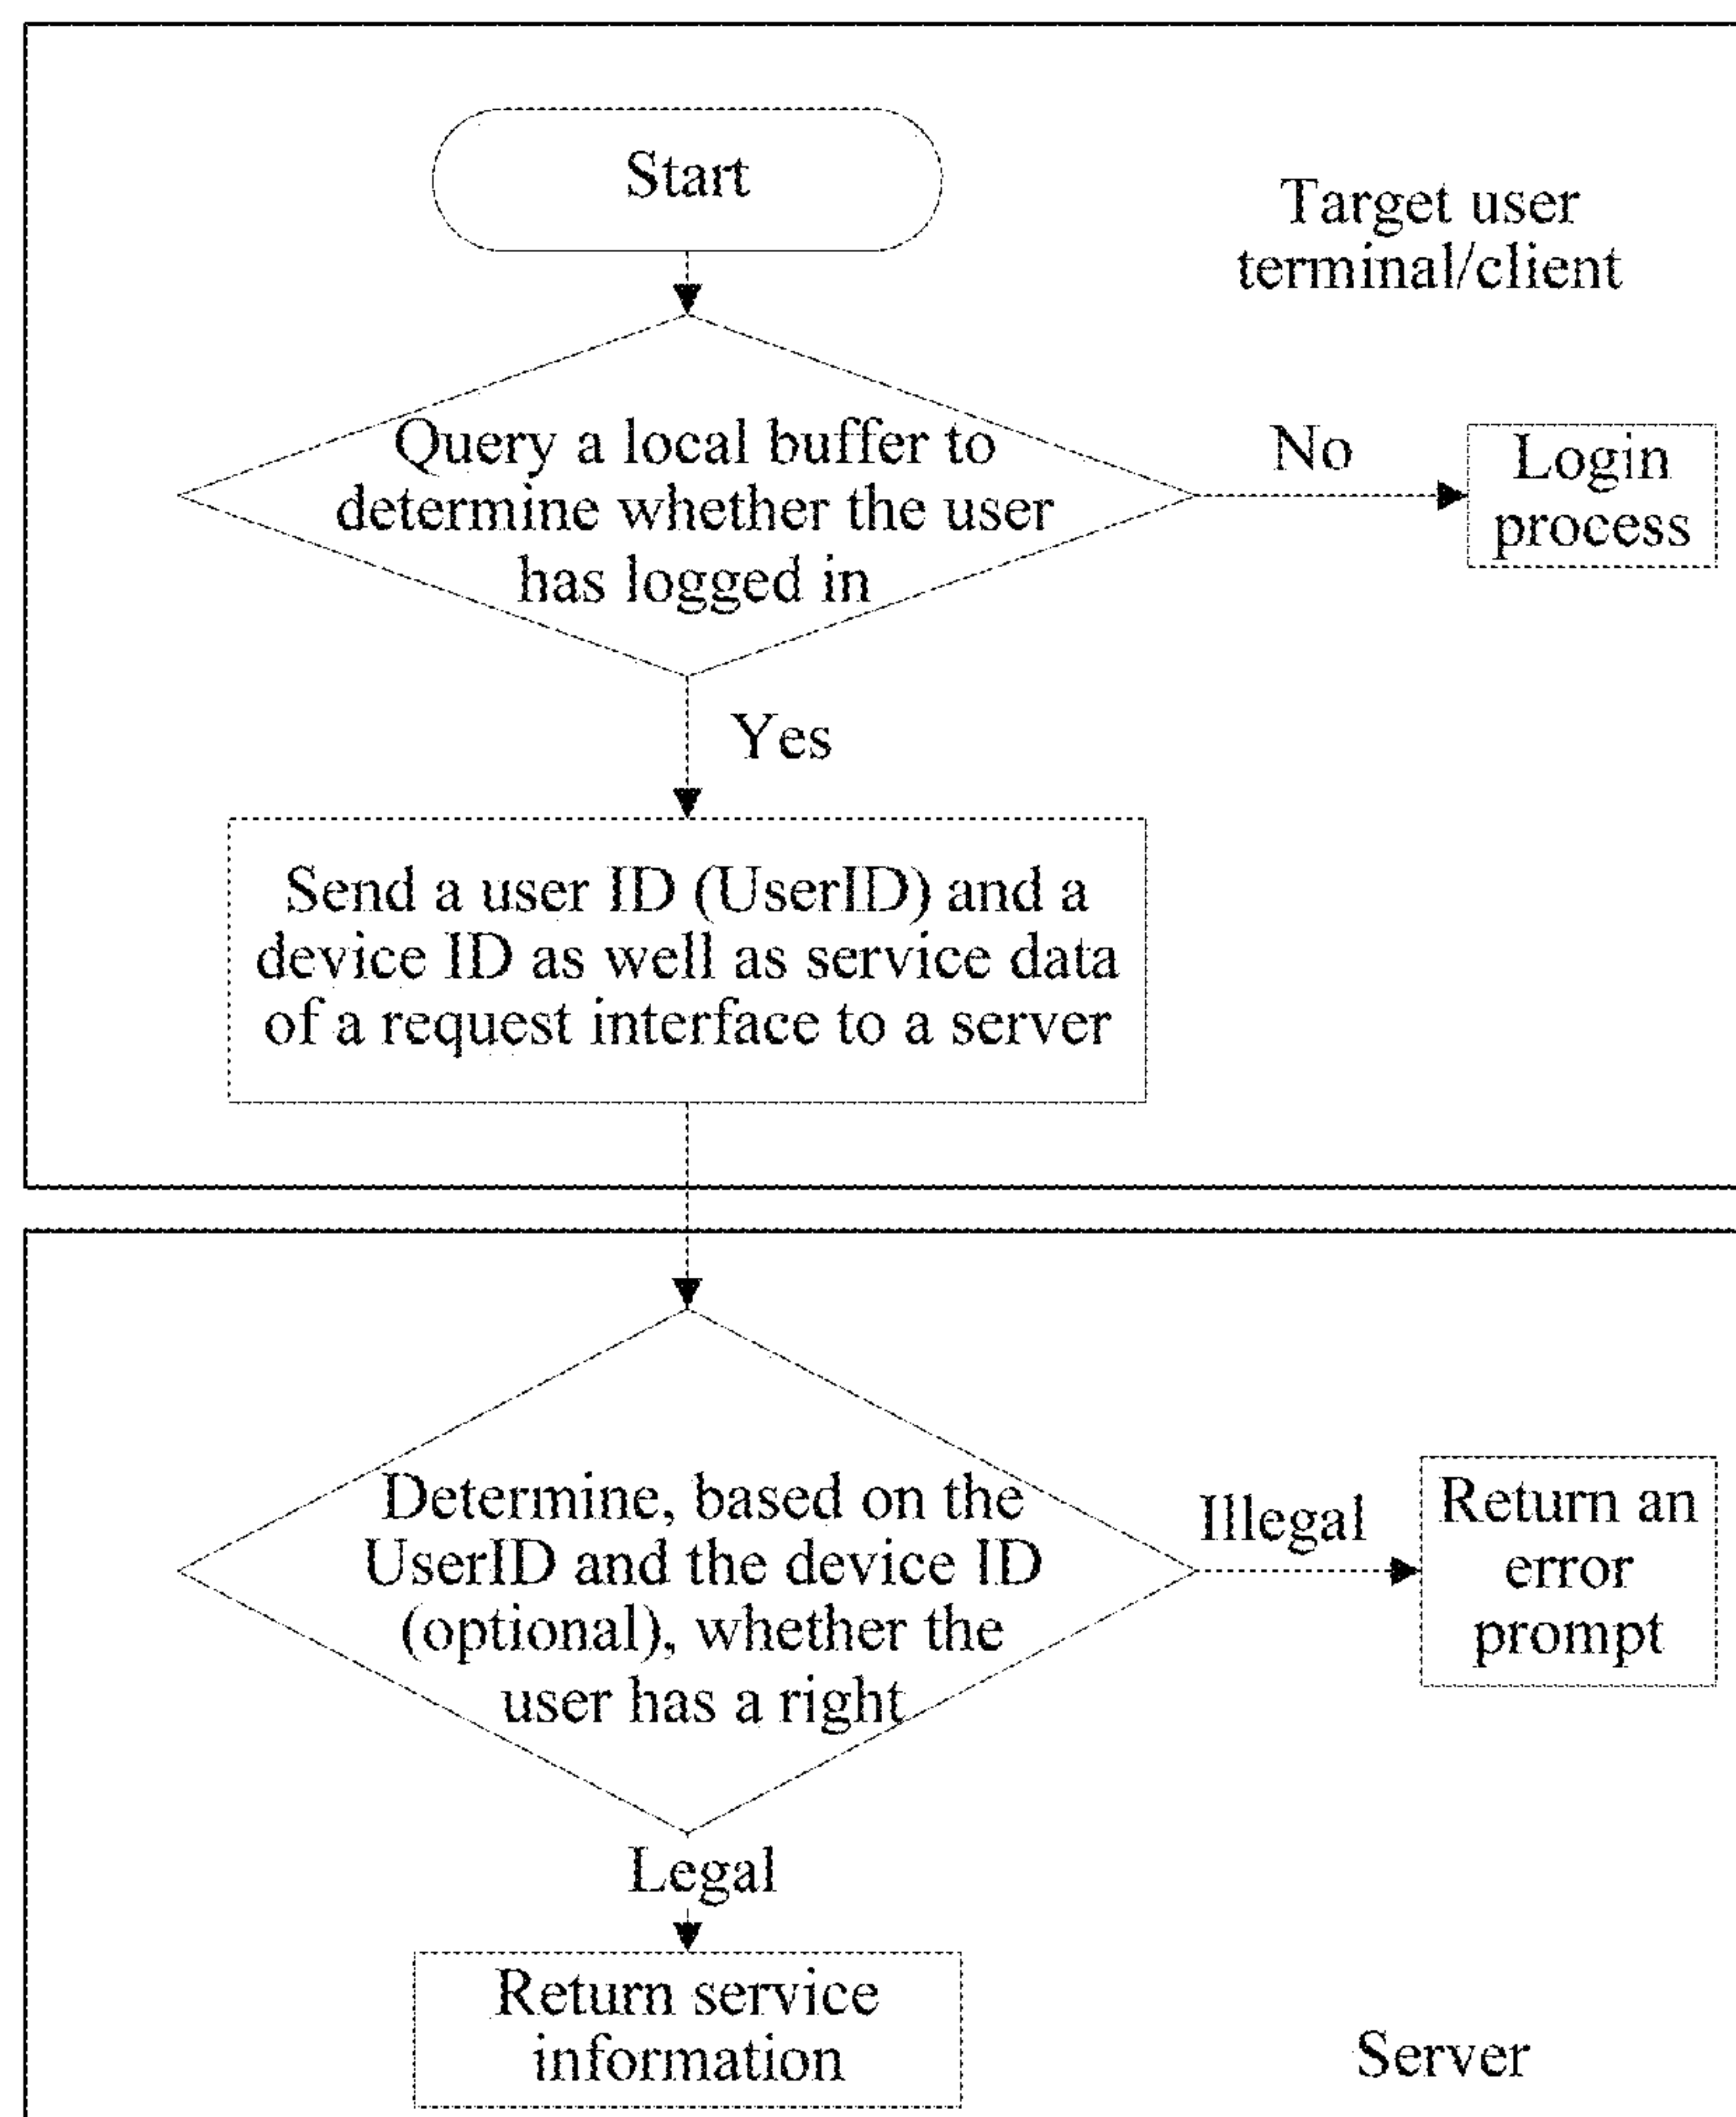 Start
Target user
terminal/client
Query a local buffer to
determine whether the user
has logged in
No
Login
process
Yes
Send a user ID (UserID) and a
device ID as well as service data
of a request interface to a server
Determine, based on the
UserID and the device ID
(optional), whether the
user has a right
Illegal
Return an
error
prompt
Legal
Return service
information
Server